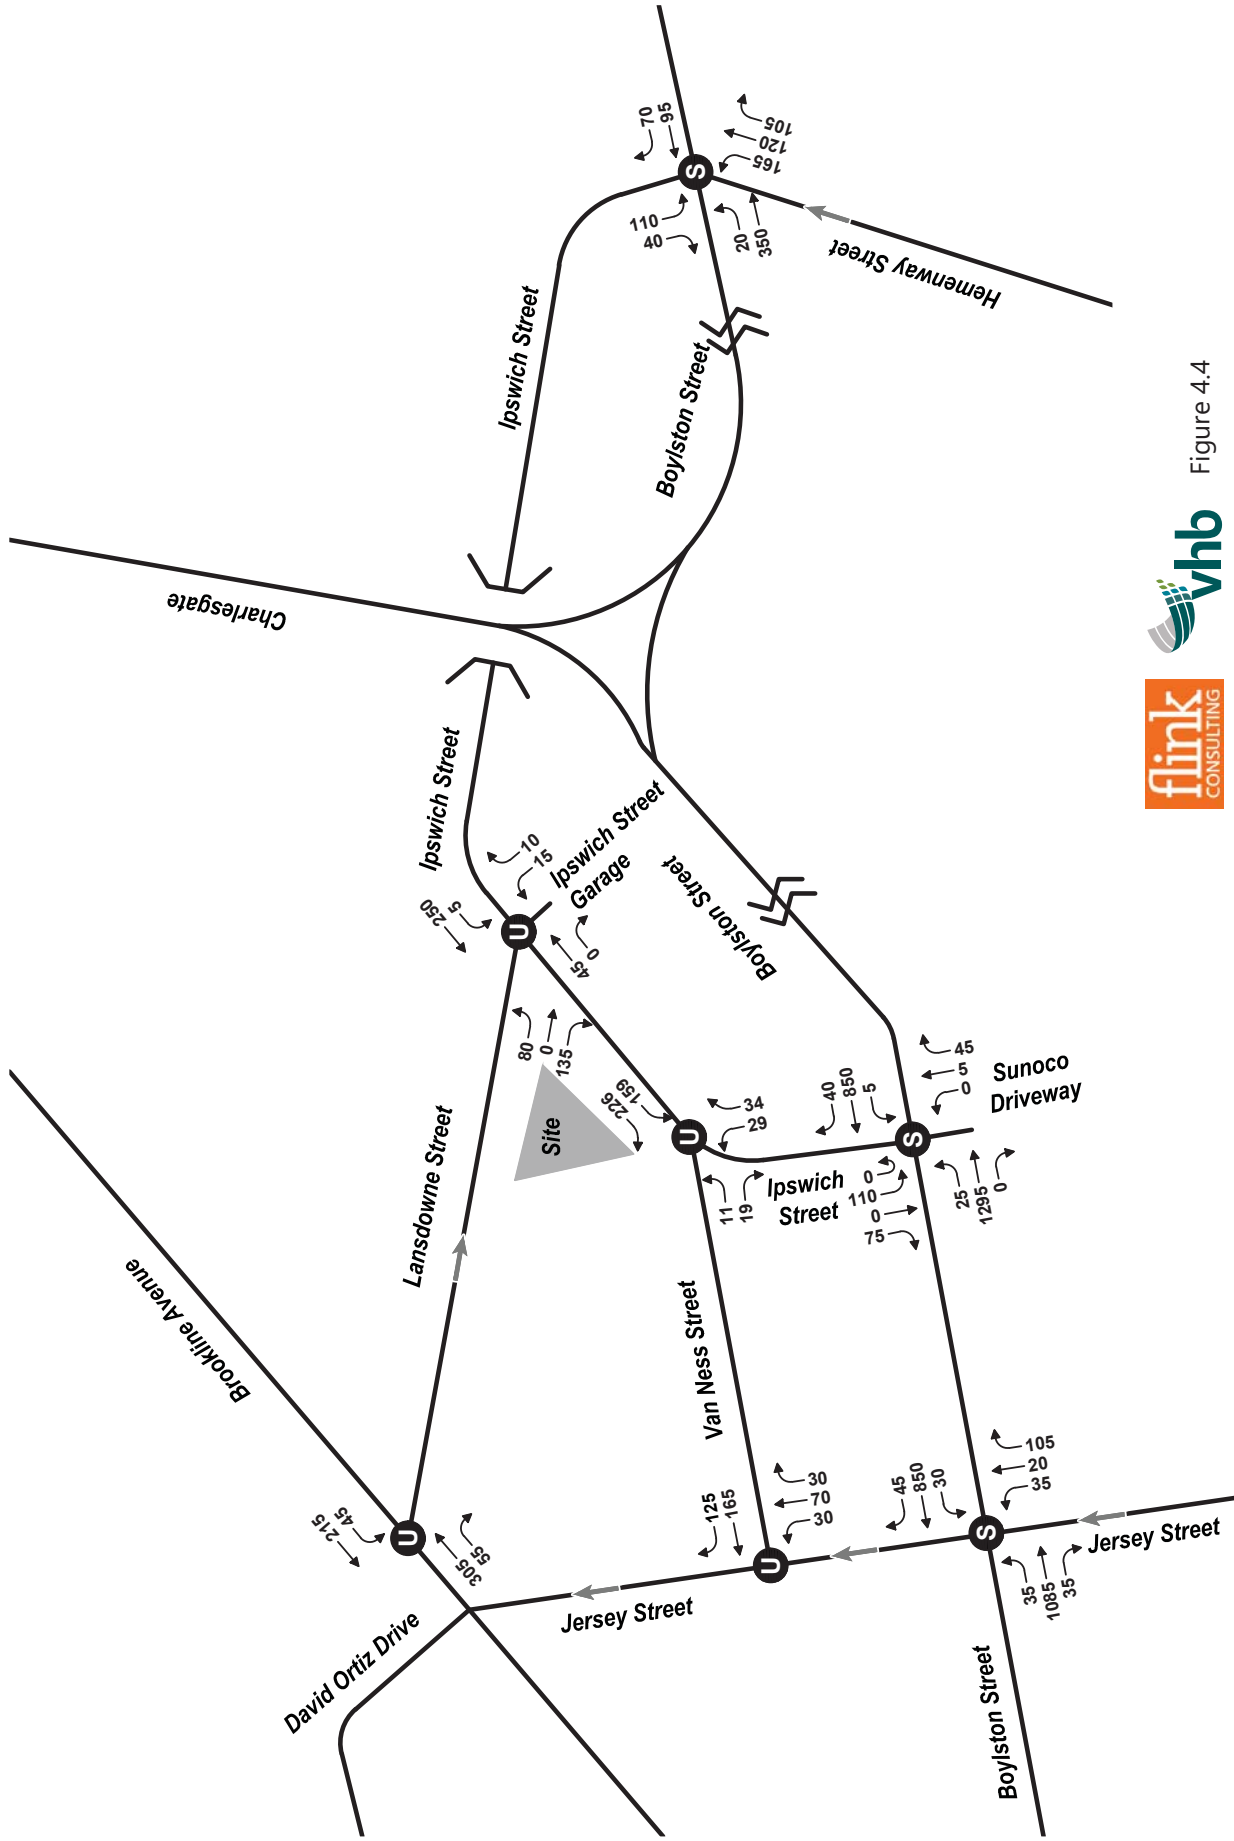 70
95
105
120
165
110
40
20
350
Hemenway Street
Ipswich Street
Boylston Street
Charlesgate
Ipswich Street
10
15
Ipswich Street
Garage
250
5
U
45
0
80
0
135
Boylston Street
Lansdowne Street
Site
159
226
U
34
29
11
19
Ipswich
Street
40
850
5
45
5
0
Sunoco
Driveway
S
0
110
0
75
25
1295
0
Brookline Avenue
Van Ness Street
215
45
U
305
55
125
165
30
70
30
U
45
850
30
105
20
35
S
35
1085
35
Jersey Street
Jersey Street
David Ortiz Drive
Boylston Street
S
flink
CONSULTING
vhb
Figure 4.4